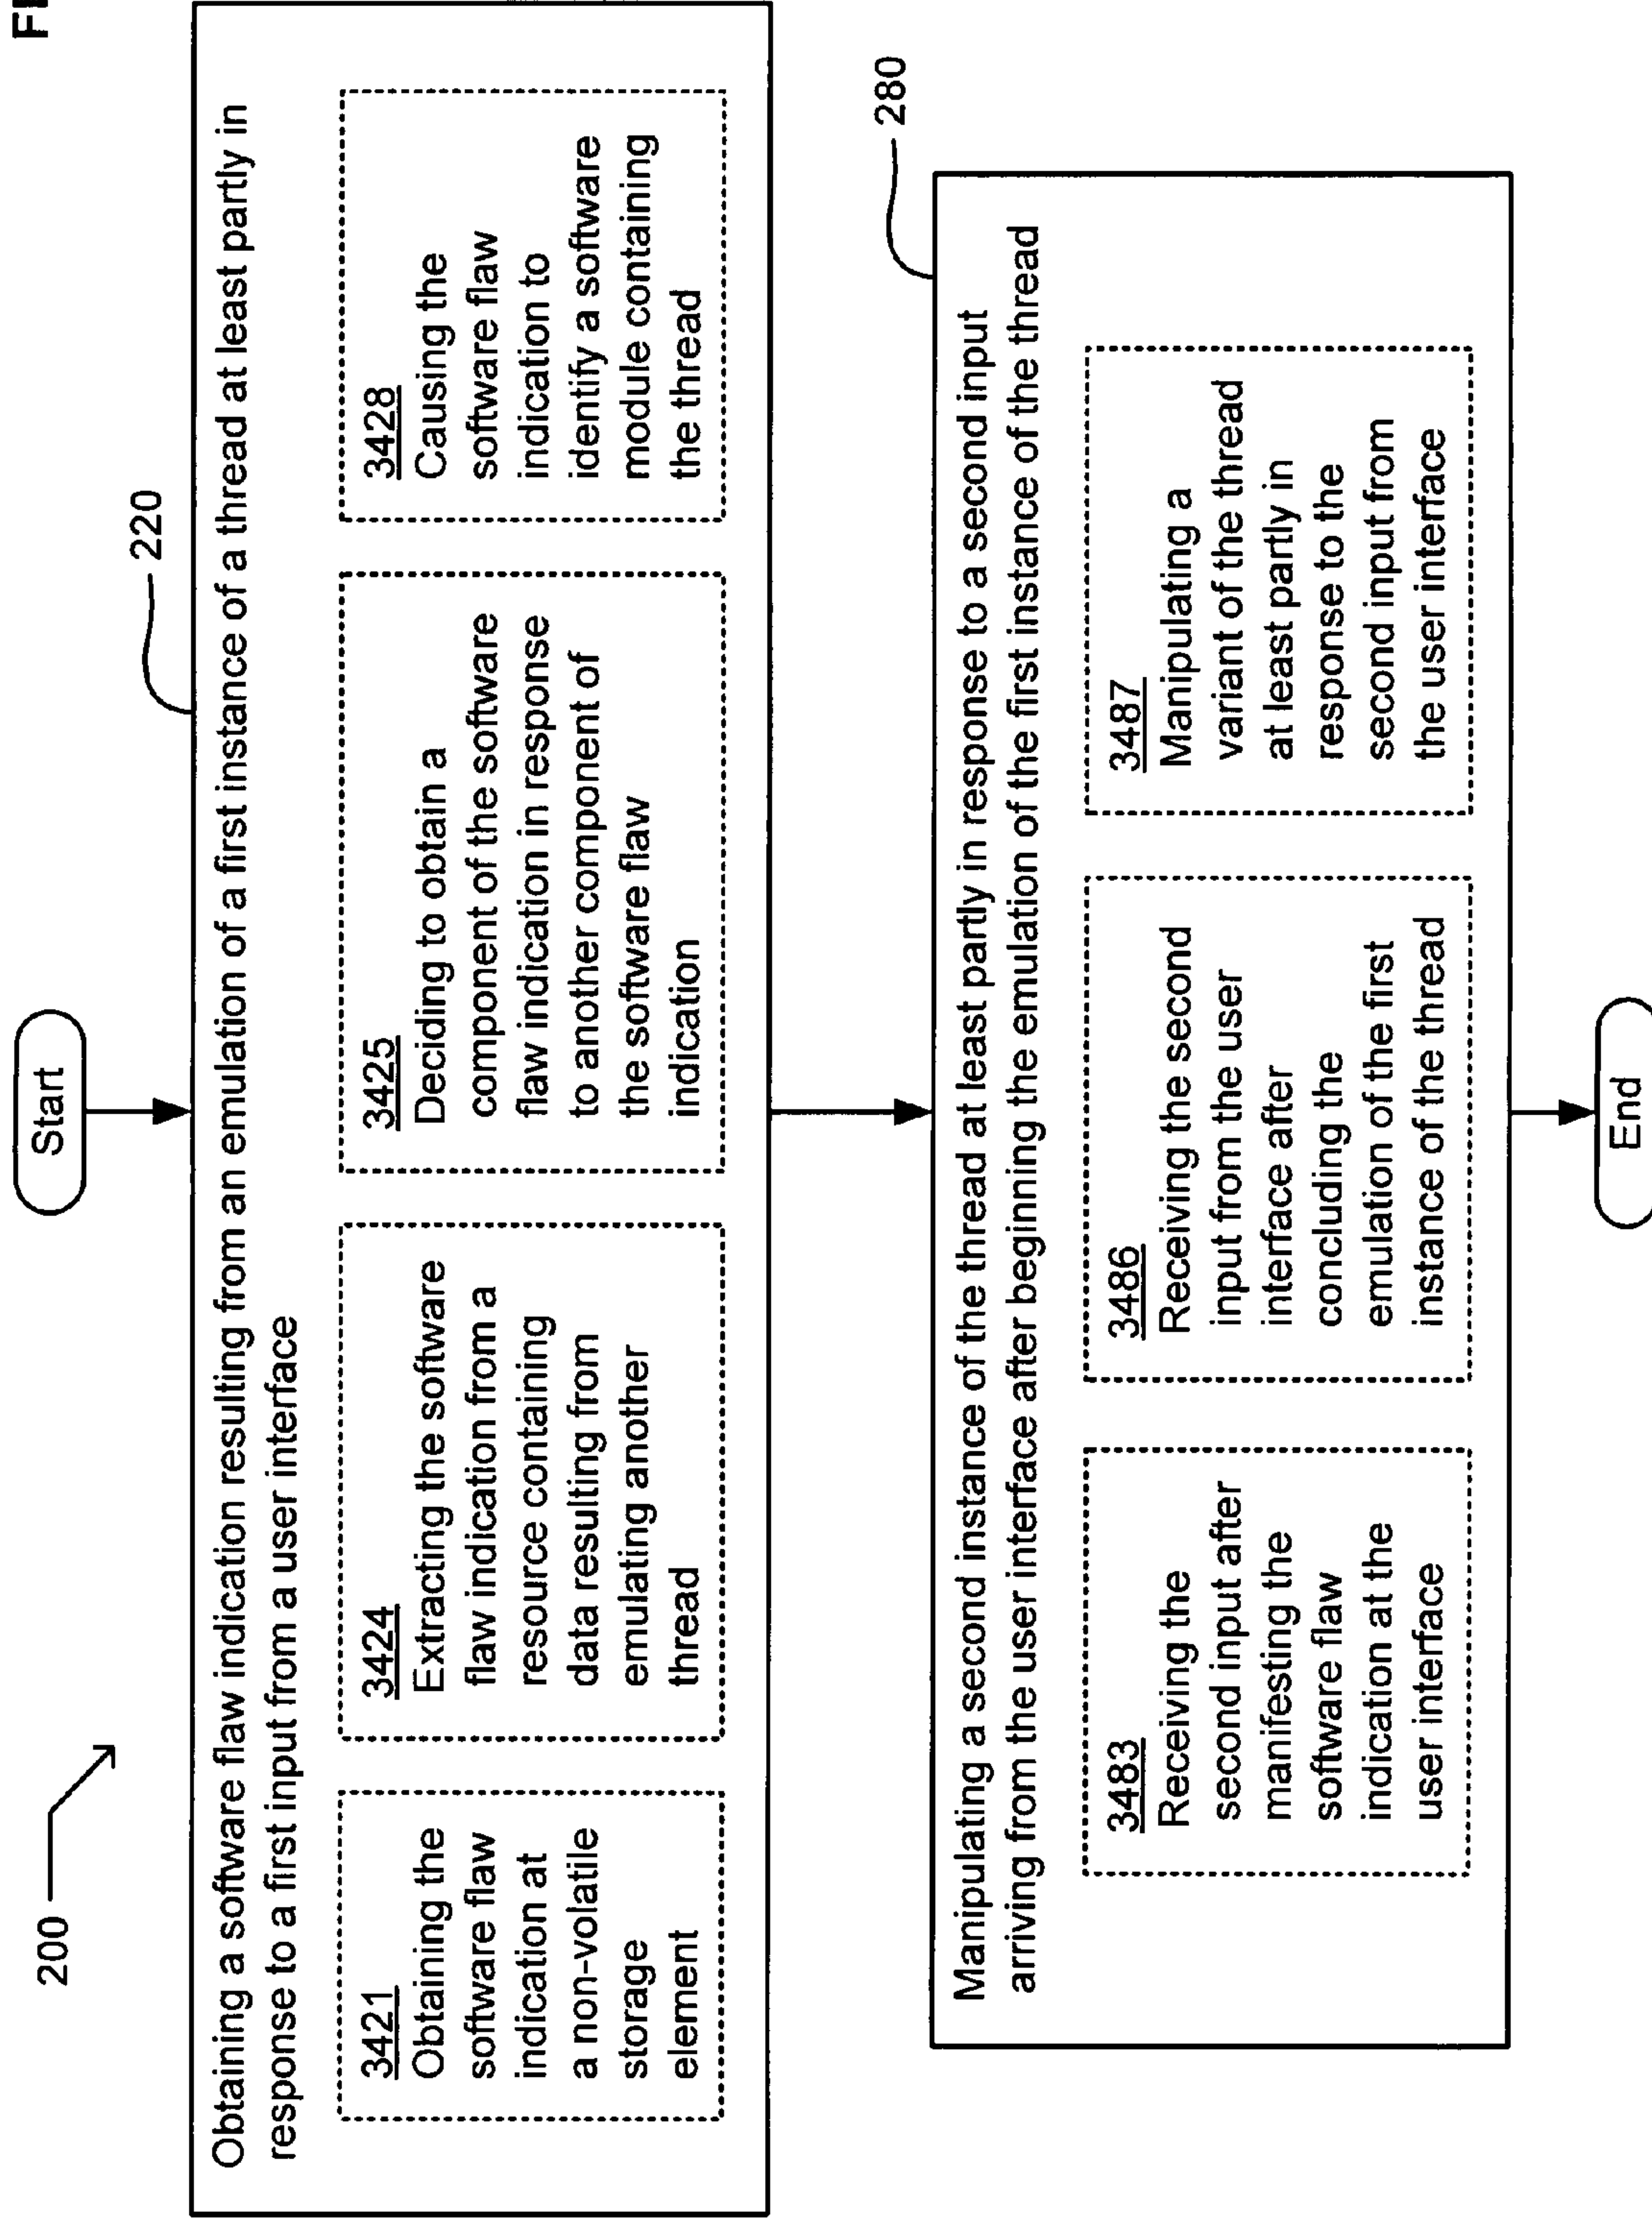 FI
200
Start
220
Obtaining a software flaw indication resulting from an emulation of a first instance of a thread at least partly in
response to a first input from a user interface
3421
Obtaining the
software flaw
indication at
a non-volatile
storage
element
3424
Extracting the software
flaw indication from a
resource containing
data resulting from
emulating another
thread
3425
Deciding to obtain a
component of the software
flaw indication in response
to another component of
the software flaw
indication
3428
Causing the
software flaw
indication to
identify a software
module containing
the thread
280
Manipulating a second instance of the thread at least partly in response to a second input
arriving from the user interface after beginning the emulation of the first instance of the thread
3483
Receiving the
second input after
manifesting the
software flaw
indication at the
user interface
3486
Receiving the second
input from the user
interface after
concluding the
emulation of the first
instance of the thread
3487
Manipulating a
variant of the thread
at least partly in
response to the
second input from
the user interface
End